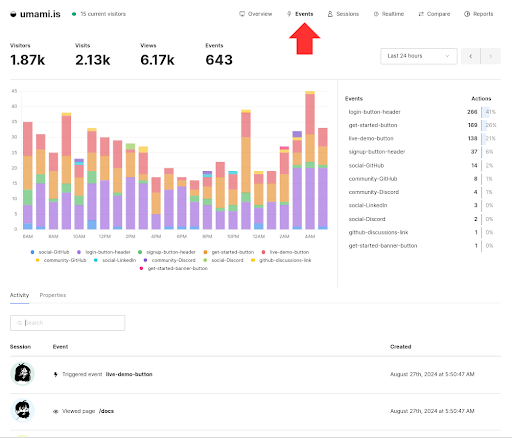 umami.is
15 current visitors
Overview
Events
Sessions
Realtime
Compare
Reports
Visitors Visits Views Events
1.87k 2.13k 6.17k 643
Last 24 hours
45
40
35
30
25
20
15
10
5
0
6AM 8AM 10AM 12PM 2PM 4PM 6PM 9PM 11PM 12AM 2AM 4AM
social-GitHub login-button-header signup-button-header get-started-button live-demo-button
community-GitHub social-LinkedIn community-Discord social-Discord github-discussions-link
get-started-banner-button
Events Actions
login-button-header 266 41%
get-started-button 169 26%
live-demo-button 138 21%
signup-button-header 37 6%
social-GitHub 14 2%
community-GitHub 8 1%
community-Discord 4 1%
social-LinkedIn 3 0%
social-Discord 2 0%
github-discussions-link 1 0%
get-started-banner-button 1 0%
Activity Properties
Search
Session Event Created
Triggered event live-demo-button August 27th, 2024 at 5:50:47 AM
Viewed page /docs August 27th, 2024 at 5:50:47 AM